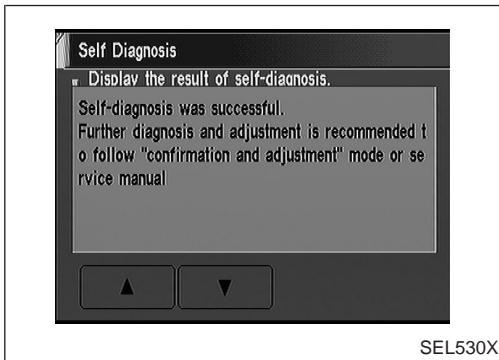 Self Diagnosis
Display the result of self-diagnosis.
Self-diagnosis was successful.
Further diagnosis and adjustment is recommended t
o follow "confirmation and adjustment" mode or se
rvice manual
SEL530X